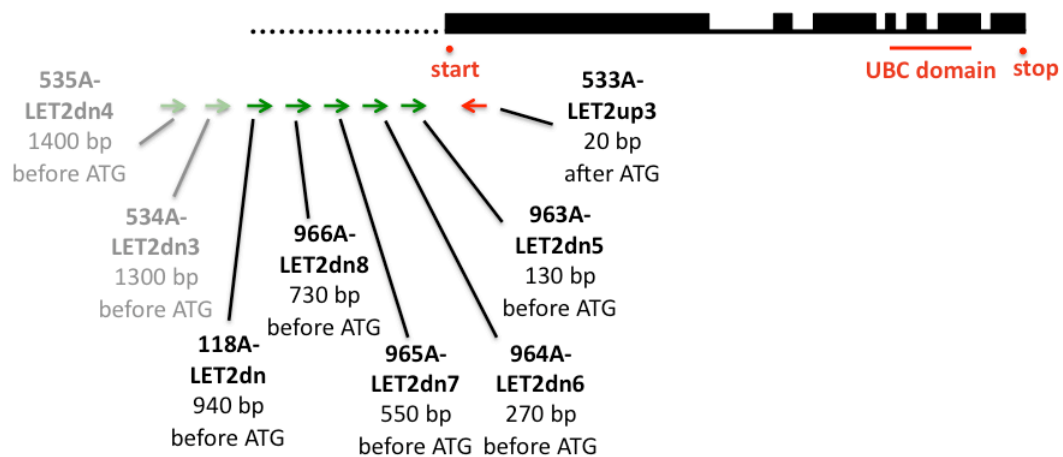 start
UBC domain
stop
535A-
LET2dn4
1400 bp
before ATG
534A-
LET2dn3
1300 bp
before ATG
118A-
LET2dn
940 bp
before ATG
966A-
LET2dn8
730 bp
before ATG
965A-
LET2dn7
550 bp
before ATG
964A-
LET2dn6
270 bp
before ATG
963A-
LET2dn5
130 bp
before ATG
533A-
LET2up3
20 bp
after ATG